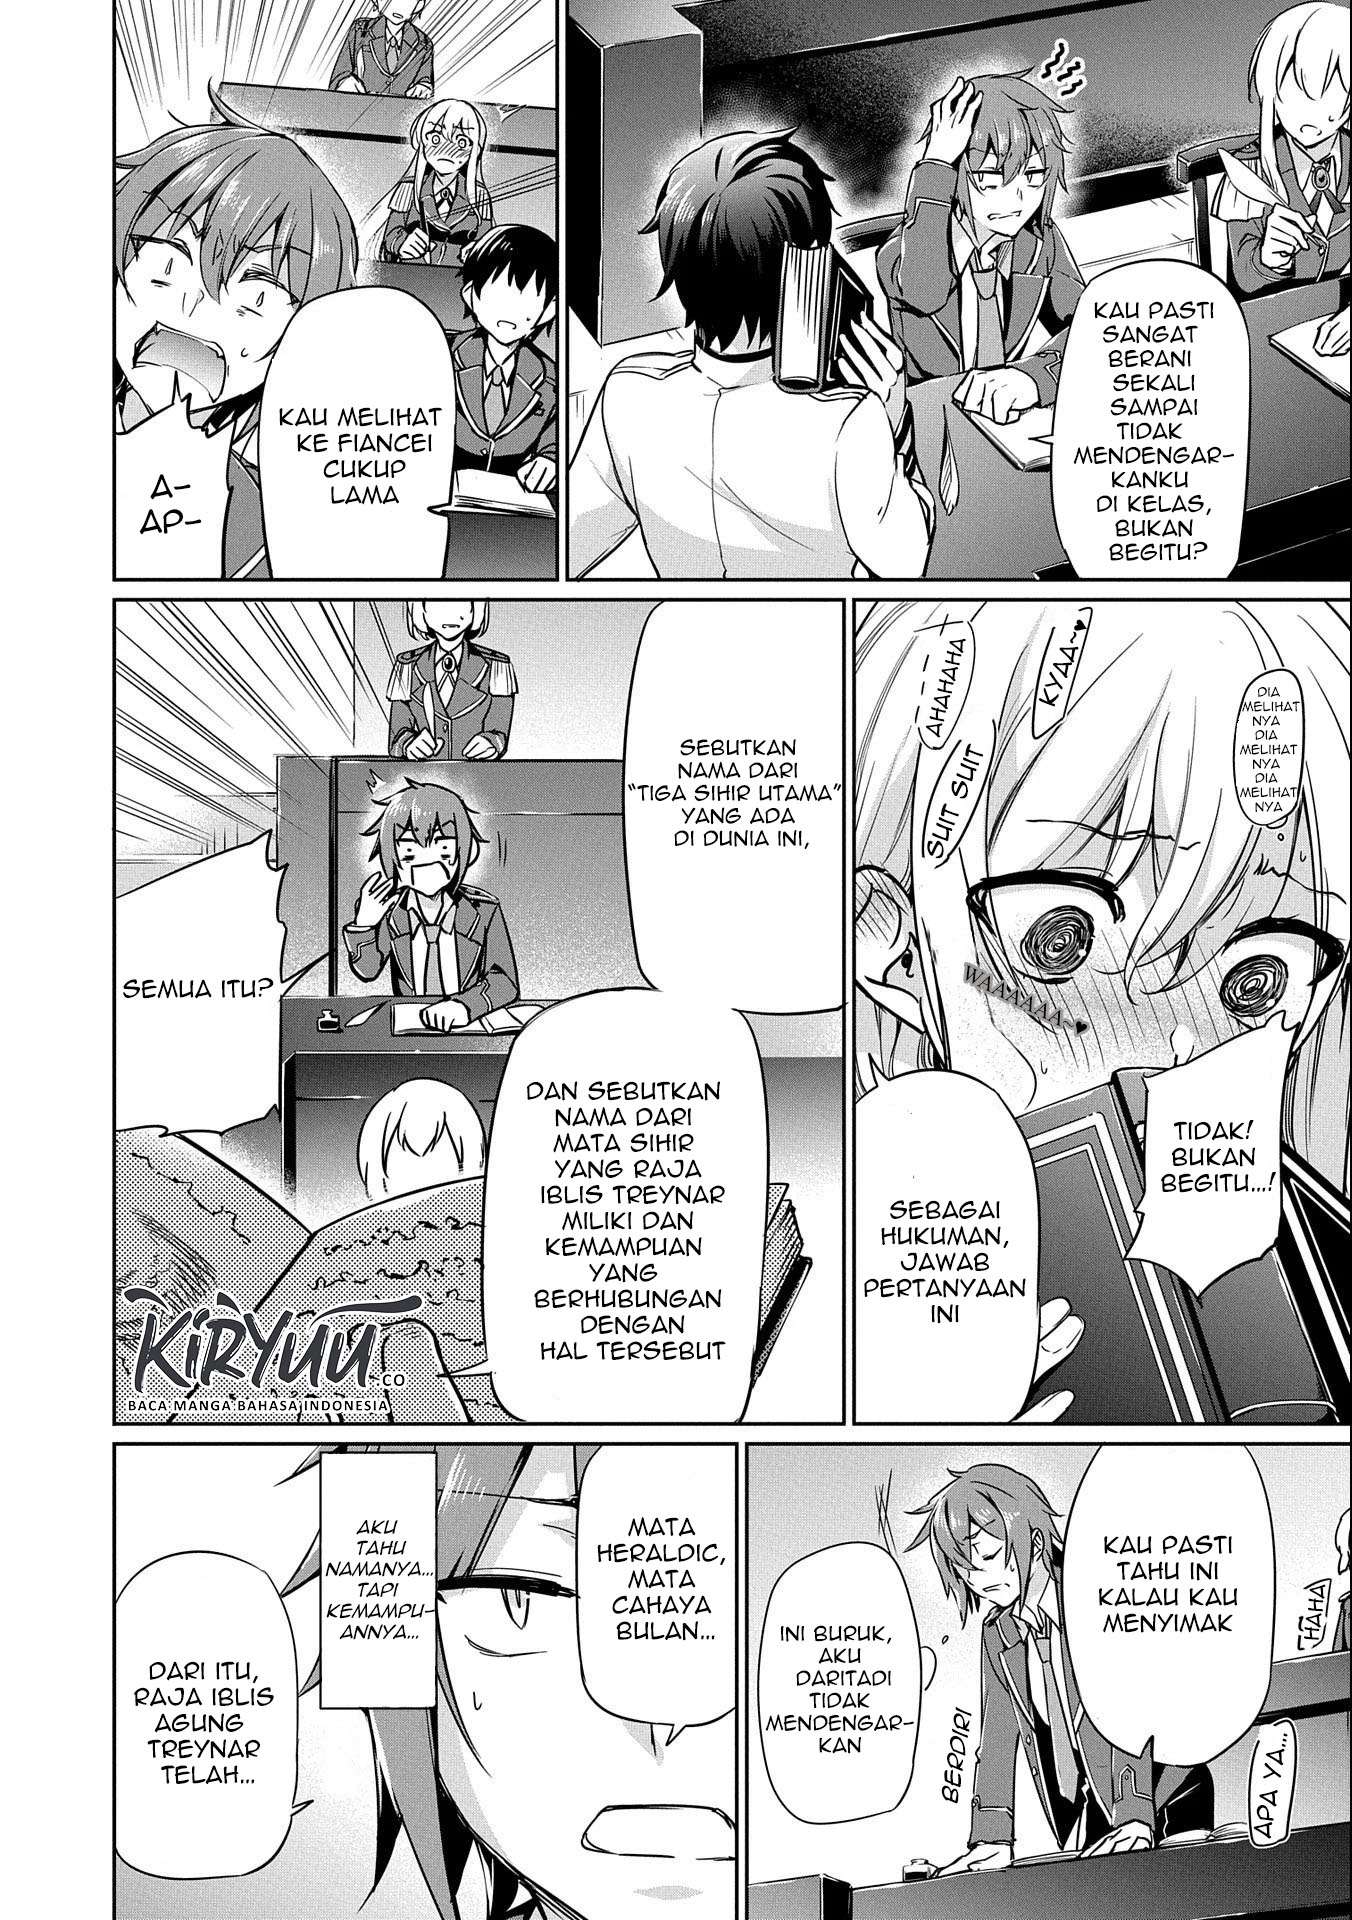 KAU PASTI
SANGAT
BERANI
SEKALI
SAMPAI
TIDAK
MENDENGAR-
KANKU
DI KELAS,
BUKAN
BEGITU?
KAU MELIHAT
KE FIANCEI
CUKUP
LAMA
A-
AP-
DIA
MELIHAT
NYA
DIA
MELIHAT
NYA DIA
MELIHAT
NYA
KYAA~♥
AHAHAHA
SUIT SUIT
WAAAAAA~♥
TIDAK!
BUKAN
BEGITU...!
SEBAGAI
HUKUMAN,
JAWAB
PERTANYAAN
INI
SEBUTKAN
NAMA DARI
“TIGA SIHIR UTAMA”
YANG ADA
DI DUNIA INI,
DAN SEBUTKAN
NAMA DARI
MATA SIHIR
YANG RAJA
IBLIS TREYNAR
MILIKI DAN
KEMAMPUAN
YANG
BERHUBUNGAN
DENGAN
HAL TERSEBUT
SEMUA ITU?
KIRYUU
.CO
BACA MANGA BAHASA INDONESIA
KAU PASTI
TAHU INI
KALAU KAU
MENYIMAK
HAHA
APA YA...
BERDIRI
INI BURUK,
AKU
DARITADI
TIDAK
MENDENGAR-
KAN
MATA
HERALDIC,
MATA
CAHAYA
BULAN...
AKU
TAHU
NAMANYA...
TAPI
KEMAMPU-
ANNYA...
DARI ITU,
RAJA IBLIS
AGUNG
TREYNAR
TELAH...